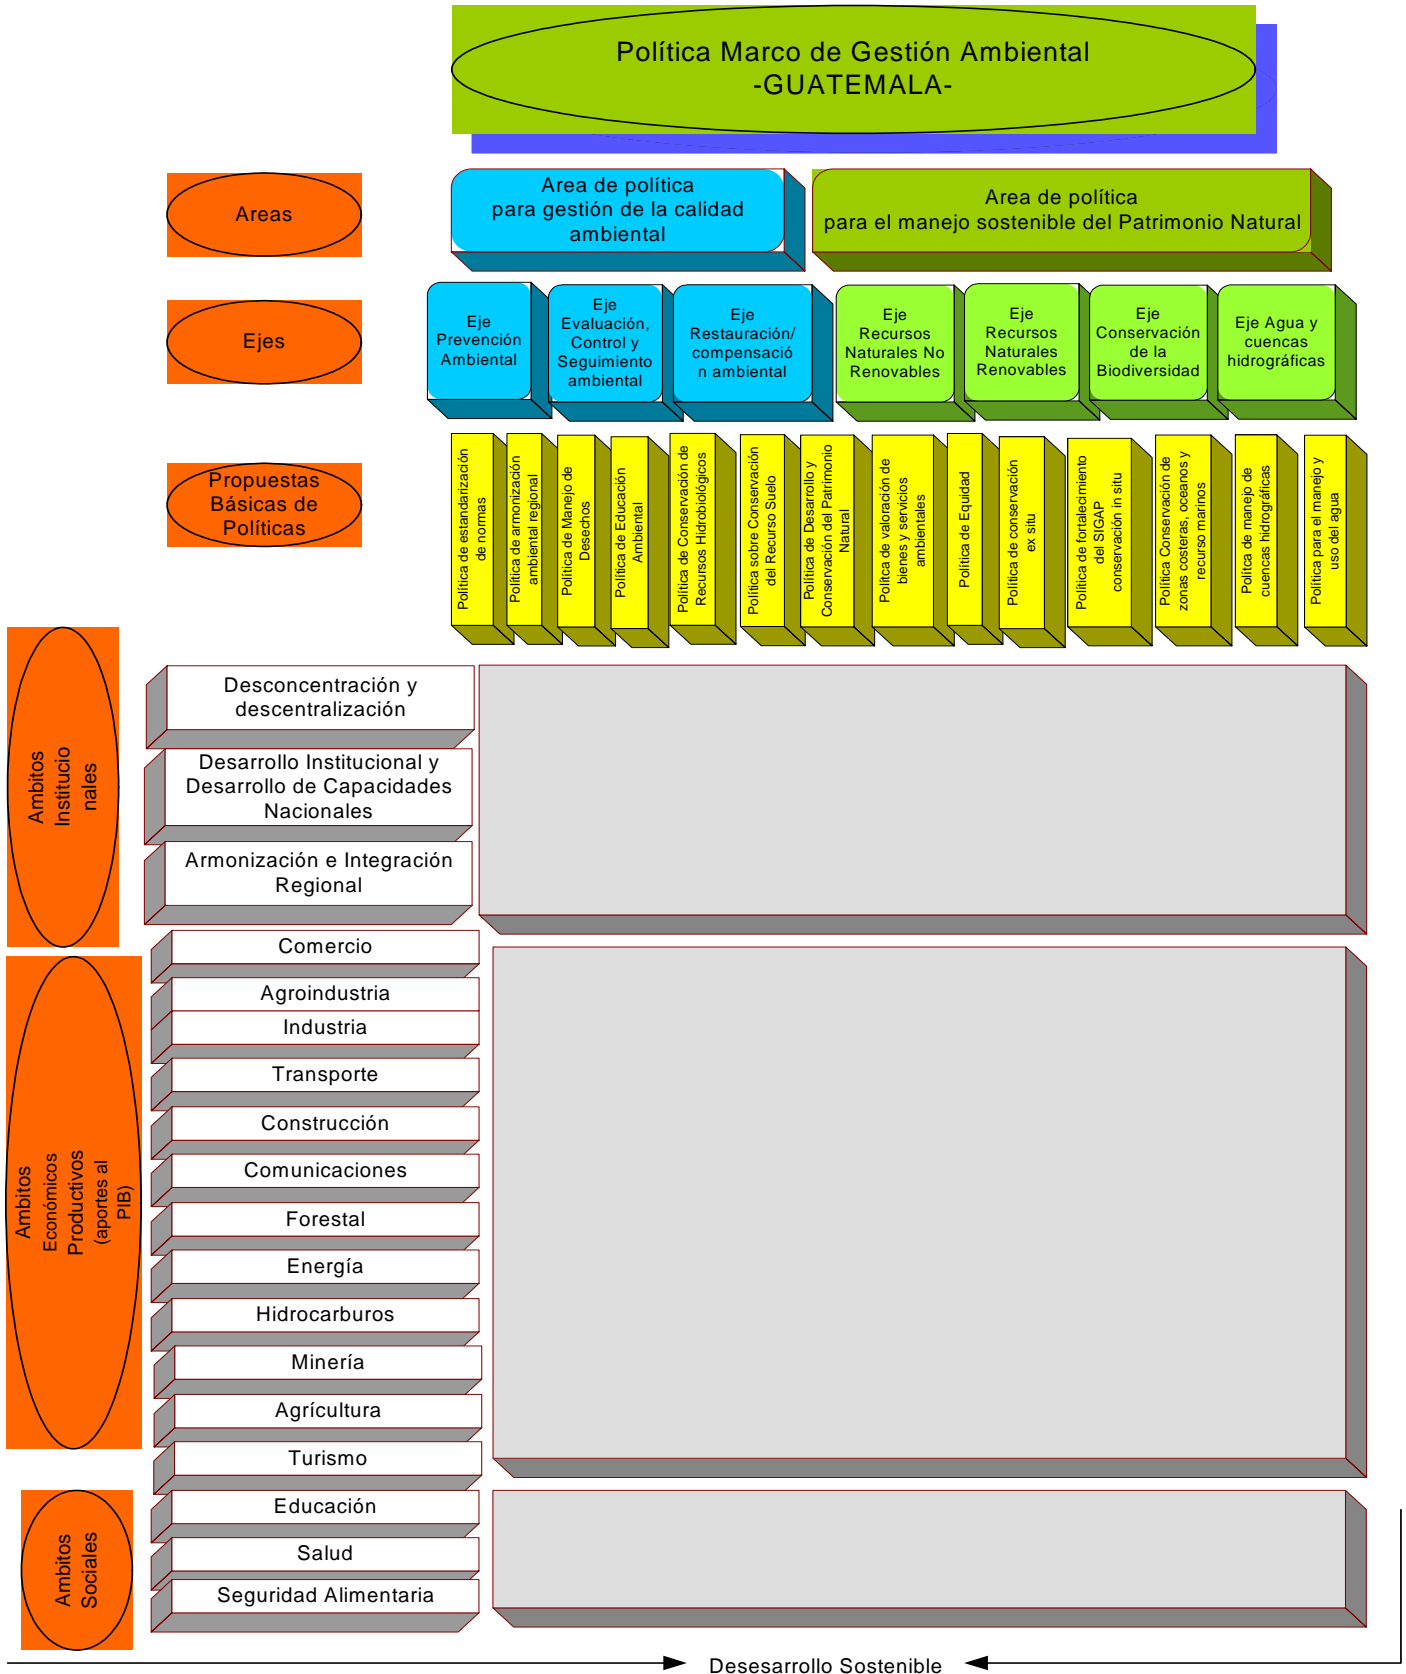 Política Marco de Gestión Ambiental
-GUATEMALA-
Areas
Area de política
para gestión de la calidad
ambiental
Area de política
para el manejo sostenible del Patrimonio Natural
Ejes
Eje
Prevención
Ambiental
Eje
Evaluación,
Control y
Seguimiento
ambiental
Eje
Restauración/
compensació
n ambiental
Eje
Recursos
Naturales No
Renovables
Eje
Recursos
Naturales
Renovables
Eje
Conservación
de la
Biodiversidad
Eje Agua y
cuencas
hidrográficas
Propuestas
Básicas de
Políticas
Política de estandarización
de normas
Política de armonización
ambiental regional
Política de Manejo de
Desechos
Política de Educación
Ambiental
Política de Conservación de
Recursos Hidrobiológicos
Política sobre Conservación
del Recurso Suelo
Política de Desarrollo y
Conservación del Patrimonio
Natural
Polítca de valoración de
bienes y servicios
ambientales
Política de Equidad
Política de conservación
ex situ
Política de fortalecimiento
del SIGAP
conservación in situ
Política Conservación de
zonas costeras, oceanos y
recurso marinos
Polítca de manejo de
cuencas hidrográficas
Política para el manejo y
uso del agua
Ambitos
Institucio
nales
Desconcentración y
descentralización
Desarrollo Institucional y
Desarrollo de Capacidades
Nacionales
Armonización e Integración
Regional
Ambitos
Económicos
Productivos
(aportes al
PIB)
Comercio
Agroindustria
Industria
Transporte
Construcción
Comunicaciones
Forestal
Energía
Hidrocarburos
Minería
Agrícultura
Turismo
Ambitos
Sociales
Educación
Salud
Seguridad Alimentaria
Desesarrollo Sostenible